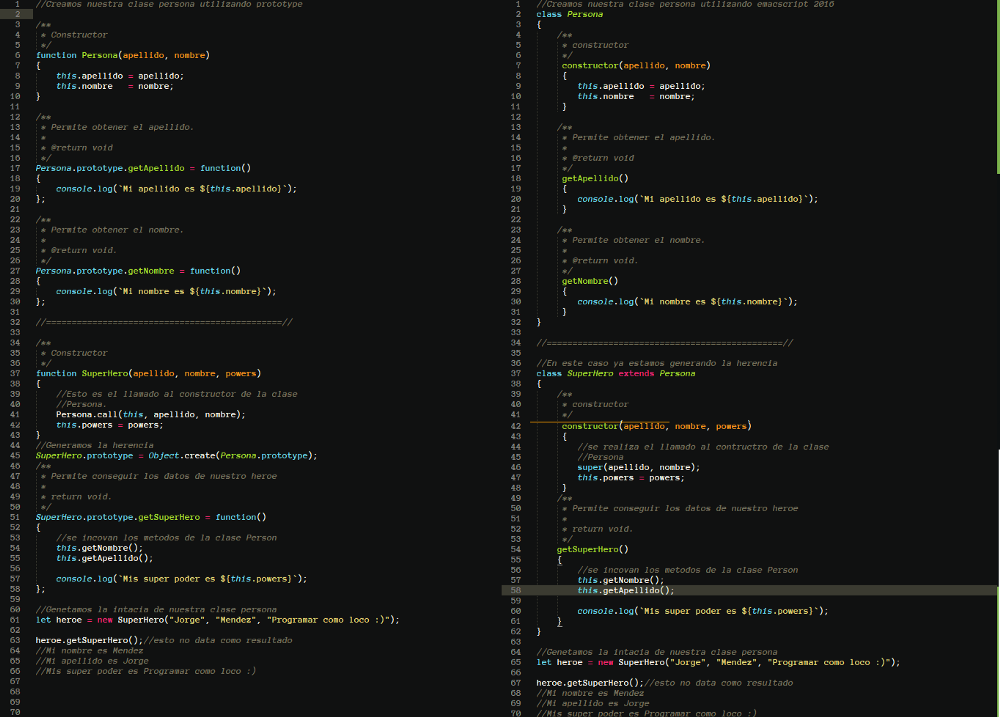 1 //Creamos nuestra clase persona utilizando prototype
2
3 /**
4 * Constructor
5 */
6 function Persona(apellido, nombre)
7 {
8 this.apellido = apellido;
9 this.nombre = nombre;
10 }
11
12 /**
13 * Permite obtener el apellido.
14 *
15 * @return void
16 */
17 Persona.prototype.getApellido = function()
18 {
19 console.log(`Mi apellido es ${this.apellido}`);
20 };
21
22 /**
23 * Permite obtener el nombre.
24 *
25 * @return void.
26 */
27 Persona.prototype.getNombre = function()
28 {
29 console.log(`Mi nombre es ${this.nombre}`);
30 };
31
32 //==============================================//
33
34 /**
35 * Constructor
36 */
37 function SuperHero(apellido, nombre, powers)
38 {
39 //Esto es el llamado al constructor de la clase
40 //Persona.
41 Persona.call(this, apellido, nombre);
42 this.powers = powers;
43 }
44 //Generamos la herencia
45 SuperHero.prototype = Object.create(Persona.prototype);
46 /**
47 * Permite conseguir los datos de nuestro heroe
48 *
49 * return void.
50 */
51 SuperHero.prototype.getSuperHero = function()
52 {
53 //se incovan los metodos de la clase Person
54 this.getNombre();
55 this.getApellido();
56
57 console.log(`Mis super poder es ${this.powers}`);
58 };
59
60 //Genetamos la intacia de nuestra clase persona
61 let heroe = new SuperHero("Jorge", "Mendez", "Programar como loco :)");
62
63 heroe.getSuperHero();//esto no data como resultado
64 //Mi nombre es Mendez
65 //Mi apellido es Jorge
66 //Mis super poder es Programar como loco :)
67
68
69
70
1 //Creamos nuestra clase persona utilizando emacscript 2016
2 class Persona
3 {
4 /**
5 * constructor
6 */
7 constructor(apellido, nombre)
8 {
9 this.apellido = apellido;
10 this.nombre = nombre;
11 }
12
13 /**
14 * Permite obtener el apellido.
15 *
16 * @return void
17 */
18 getApellido()
19 {
20 console.log(`Mi apellido es ${this.apellido}`);
21 }
22
23 /**
24 * Permite obtener el nombre.
25 *
26 * @return void.
27 */
28 getNombre()
29 {
30 console.log(`Mi nombre es ${this.nombre}`);
31 }
32 }
33
34 //==============================================//
35
36 //En este caso ya estamos generando la herencia
37 class SuperHero extends Persona
38 {
39 /**
40 * constructor
41 */
42 constructor(apellido, nombre, powers)
43 {
44 //se realiza el llamado al contructro de la clase
45 //Persona
46 super(apellido, nombre);
47 this.powers = powers;
48 }
49 /**
50 * Permite conseguir los datos de nuestro heroe
51 *
52 * return void.
53 */
54 getSuperHero()
55 {
56 //se incovan los metodos de la clase Person
57 this.getNombre();
58 this.getApellido();
59
60 console.log(`Mis super poder es ${this.powers}`);
61 }
62 }
63
64 //Genetamos la intacia de nuestra clase persona
65 let heroe = new SuperHero("Jorge", "Mendez", "Programar como loco :)");
66
67 heroe.getSuperHero();//esto no data como resultado
68 //Mi nombre es Mendez
69 //Mi apellido es Jorge
70 //Mis super poder es Programar como loco :)